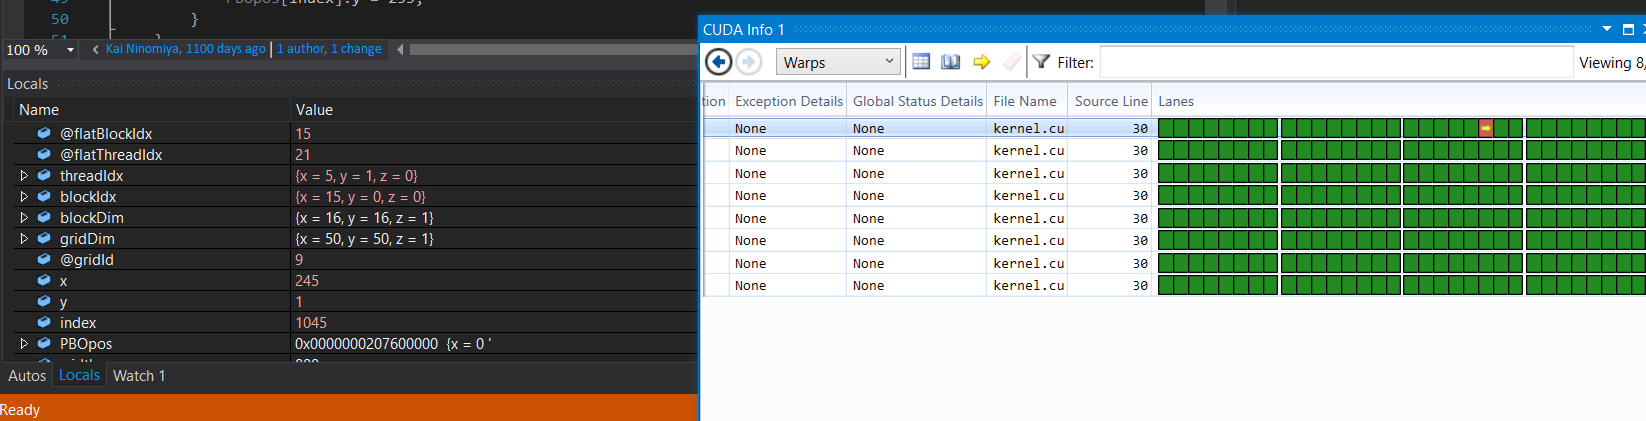 50 }
100 % Kai Ninomiya, 1100 days ago | 1 author, 1 change
Locals
Name Value
@flatBlockIdx 15
@flatThreadIdx 21
threadIdx {x = 5, y = 1, z = 0}
blockIdx {x = 15, y = 0, z = 0}
blockDim {x = 16, y = 16, z = 1}
gridDim {x = 50, y = 50, z = 1}
@gridId 9
x 245
y 1
index 1045
PBOpos 0x0000000207600000 {x = 0 '
Autos Locals Watch 1
Ready
CUDA Info 1
Warps Filter: Viewing 8,
tion Exception Details Global Status Details File Name Source Line Lanes
None None kernel.cu 30
None None kernel.cu 30
None None kernel.cu 30
None None kernel.cu 30
None None kernel.cu 30
None None kernel.cu 30
None None kernel.cu 30
None None kernel.cu 30